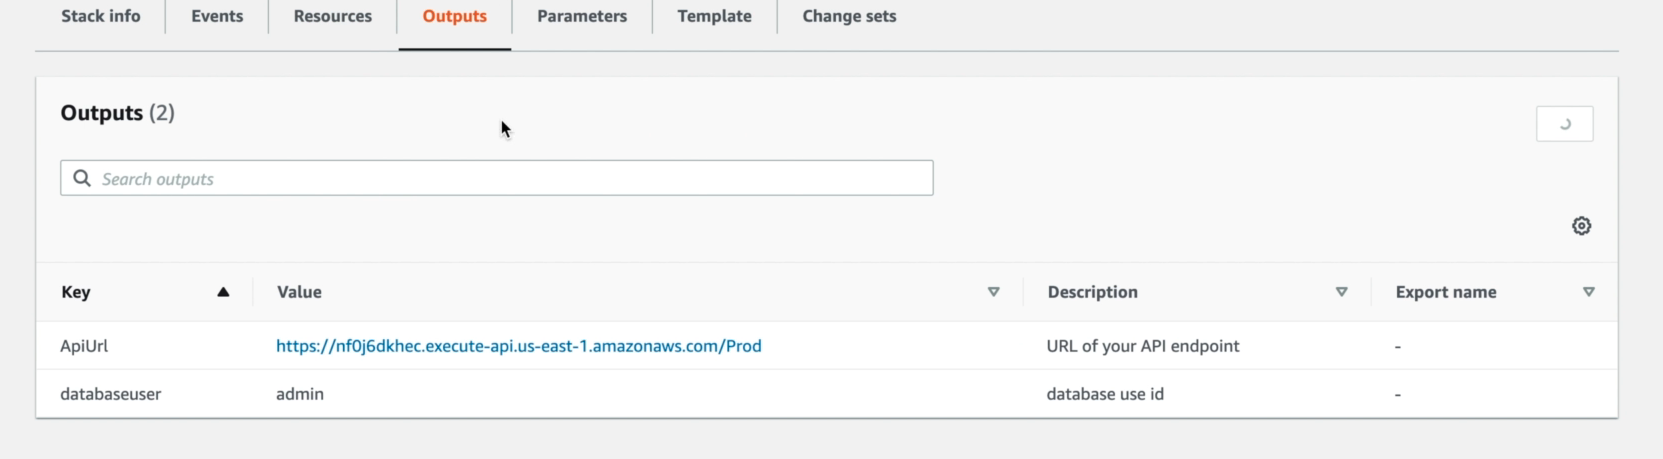 Stack info Events Resources Outputs Parameters Template Change sets
Outputs (2)
Search outputs
Key Value Description Export name
ApiUrl https://nf0j6dkhec.execute-api.us-east-1.amazonaws.com/Prod URL of your API endpoint -
databaseuser admin database use id -